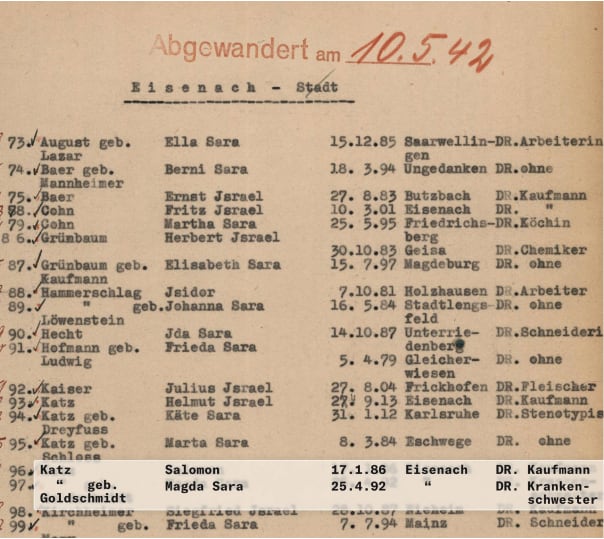 Abgewandert am 10.5.42
Eisenach - Stadt
73. August geb. Ella Sara 15.12.85 Saarwellin- DR. Arbeiterin
Lazar gen
74. Baer geb. Berni Sara 18. 3.94 Ungedanken DR. ohne
Mannheimer
75. Baer Ernst Jsrael 27. 8.83 Butzbach DR. Kaufmann
78. Cohn Fritz Jsrael 10. 3.01 Eisenach DR. "
79. Cohn Martha Sara 25. 5.95 Friedrichs- DR. Köchin
8 6. Grümbaum Herbert Jsrael berg
30.10.83 Geisa DR. Chemiker
87. Grünbaum geb. Elisabeth Sara 15. 7.97 Magdeburg DR. ohne
Kaufmann
88. Hammerschlag Jsidor 7.10.81 Holzhausen DR. Arbeiter
89. " geb. Johanna Sara 16. 5.84 Stadtlengs- DR. ohne
Löwenstein feld
90. Hecht Jda Sara 14.10.87 Unterrie- DR. Schneideri
91. Hofmann geb. Frieda Sara denberg
Ludwig 5. 4.79 Gleicher- DR. ohne
wiesen
92. Kaiser Julius Jsrael 27. 8.04 Frickhofen DR. Fleischer
93. Katz Helmut Jsrael 9.13 Eisenach DR. Kaufmann
94. Katz geb. Käte Sara 31. 1.12 Karlsruhe DR. Stenotypis
Dreyfuss
95. Katz geb. Marta Sara 8. 3.84 Eschwege DR. ohne
Schloss
96. Katz Salomon 17.1.86 Eisenach DR. Kaufmann
97. " geb. Magda Sara 25.4.92 " DR. Kranken-
Goldschmidt schwester
98. Kirchheimer Siegfried Jsrael
99. " geb. Frieda Sara 7. 7.94 Mainz DR. Schneider